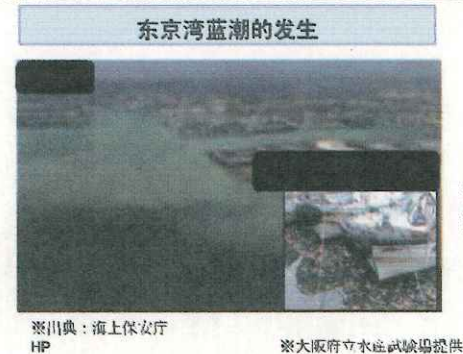 东京湾蓝潮的发生
※出典：海上保安庁
HP
※大阪府立水産試験場提供